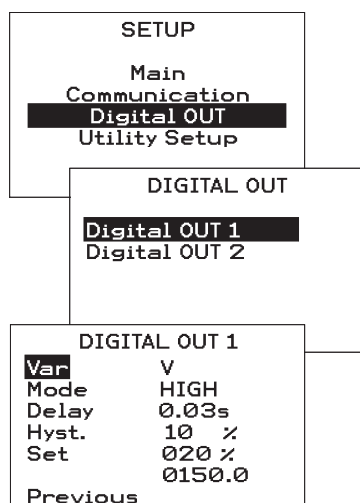 SETUP
Main
Communication
Digital OUT
Utility Setup
DIGITAL OUT
Digital OUT 1
Digital OUT 2
DIGITAL OUT 1
Var V
Mode HIGH
Delay 0.03s
Hyst. 10 %
Set 020 %
0150.0
Previous